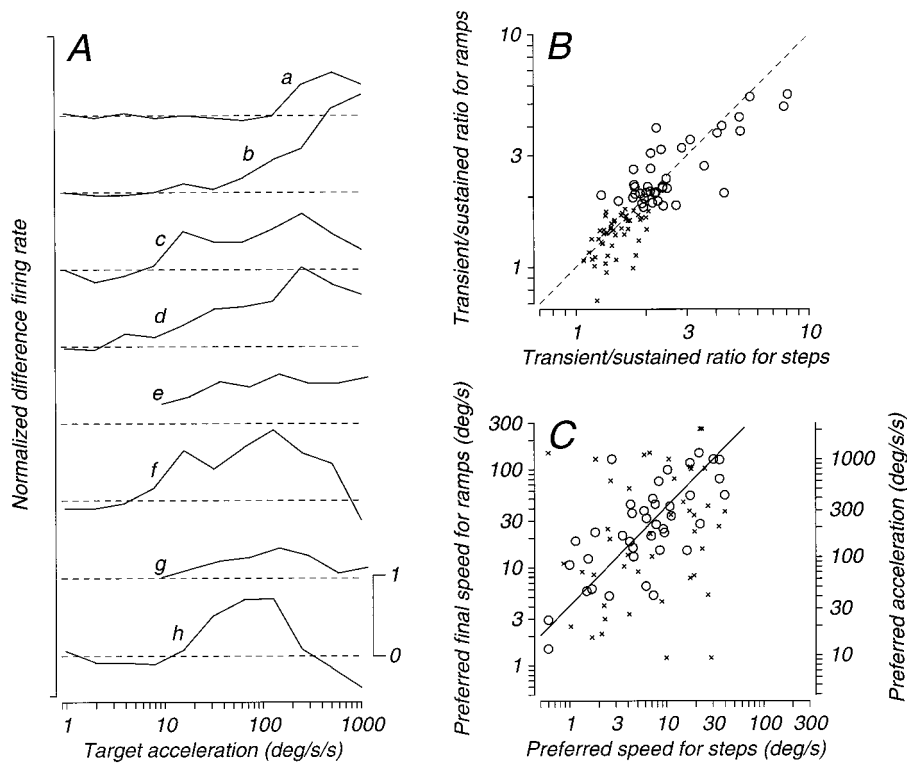 A
Normalized difference firing rate
a
b
c
d
e
f
g
h
1
0
1 10 100 1000
Target acceleration (deg/s/s)
B
Transient/sustained ratio for ramps
10
3
1
1 3 10
Transient/sustained ratio for steps
C
Preferred final speed for ramps (deg/s)
300
100
30
10
3
1
1 3 10 30 100 300
Preferred speed for steps (deg/s)
1000
300
100
30
10
Preferred acceleration (deg/s/s)